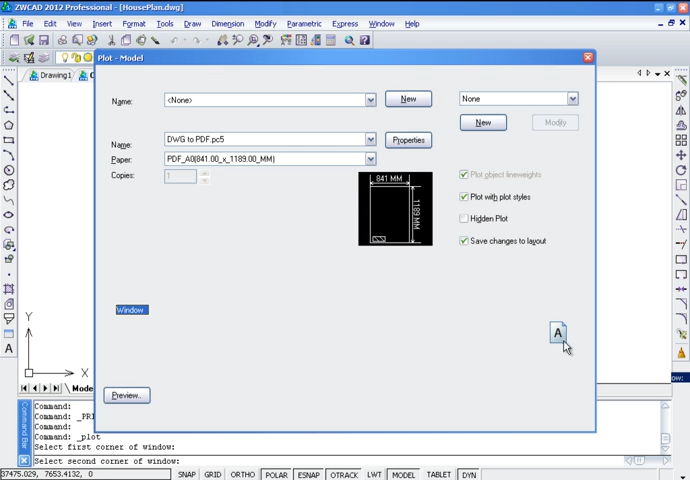 ZWCAD 2012 Professional - [HousePlan.dwg]
File Edit View Insert Format Tools Draw Dimension Modify Parametric Express Window Help
Drawing1
Plot - Model
Name: <None> New None
New Modify
Name: DWG to PDF.pc5 Properties
Paper: PDF_A0(841.00_x_1189.00_MM)
Copies: 1
841 MM
1189 MM
Plot object lineweights
Plot with plot styles
Hidden Plot
Save changes to layout
Window
A
Y
X
Preview..
A
Command Bar
Command:
Command: _PRI
Command:
Command: _plot
Select first corner of window:
Select second corner of window:
37475.029, 7653.4132, 0 SNAP GRID ORTHO POLAR ESNAP OTRACK LWT MODEL TABLET DYN